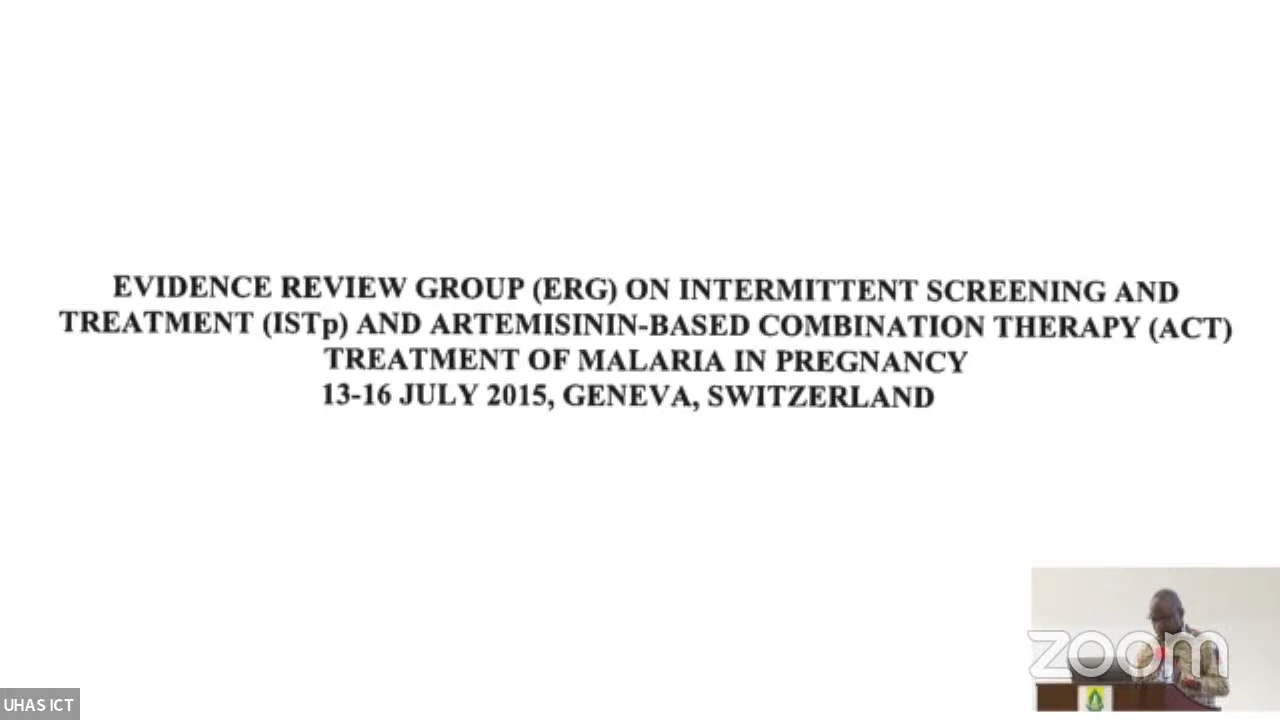 EVIDENCE REVIEW GROUP (ERG) ON INTERMITTENT SCREENING AND
TREATMENT (ISTp) AND ARTEMISININ-BASED COMBINATION THERAPY (ACT)
TREATMENT OF MALARIA IN PREGNANCY
13-16 JULY 2015, GENEVA, SWITZERLAND
zoom
UHAS ICT